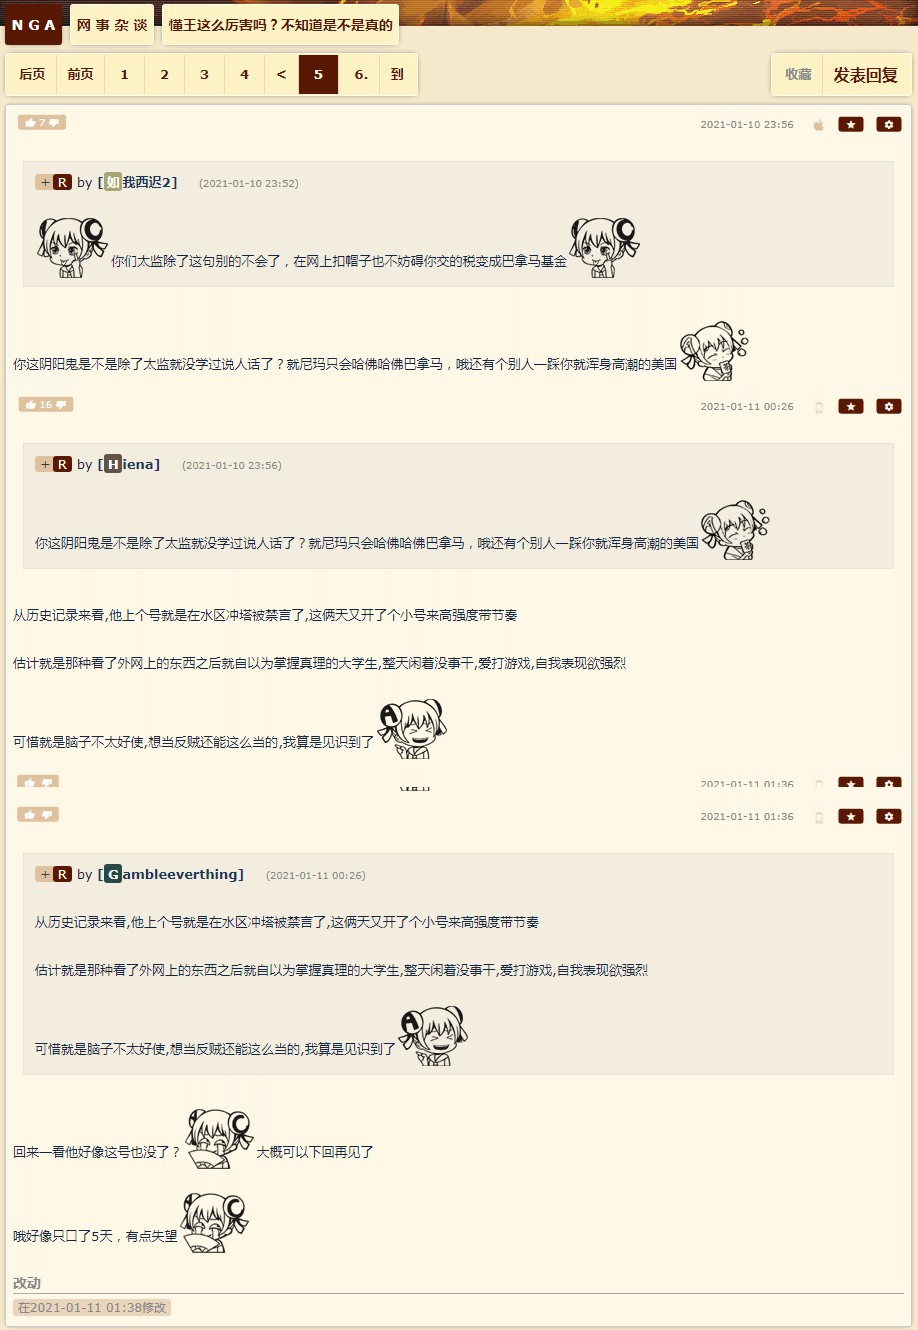 NGA 网事杂谈 懂王这么厉害吗？不知道是不是真的
后页 前页 1 2 3 4 < 5 6. 到 收藏 发表回复
7 2021-01-10 23:56
+ R by [如我西迟2] (2021-01-10 23:52)
你们太监除了这句别的不会了，在网上扣帽子也不妨碍你交的税变成巴拿马基金
你这阴阳鬼是不是除了太监就没学过说人话了？就尼玛只会哈佛哈佛巴拿马，哦还有个别人一踩你就浑身高潮的美国
16 2021-01-11 00:26
+ R by [Hiena] (2021-01-10 23:56)
你这阴阳鬼是不是除了太监就没学过说人话了？就尼玛只会哈佛哈佛巴拿马，哦还有个别人一踩你就浑身高潮的美国
从历史记录来看,他上个号就是在水区冲塔被禁言了,这俩天又开了个小号来高强度带节奏
估计就是那种看了外网上的东西之后就自以为掌握真理的大学生,整天闲着没事干,爱打游戏,自我表现欲强烈
可惜就是脑子不太好使,想当反贼还能这么当的,我算是见识到了
2021-01-11 01:36
2021-01-11 01:36
+ R by [Gambleeverthing] (2021-01-11 00:26)
从历史记录来看,他上个号就是在水区冲塔被禁言了,这俩天又开了个小号来高强度带节奏
估计就是那种看了外网上的东西之后就自以为掌握真理的大学生,整天闲着没事干,爱打游戏,自我表现欲强烈
可惜就是脑子不太好使,想当反贼还能这么当的,我算是见识到了
回来一看他好像这号也没了？ 大概可以下回再见了
哦好像只口了5天，有点失望
改动
在2021-01-11 01:38修改